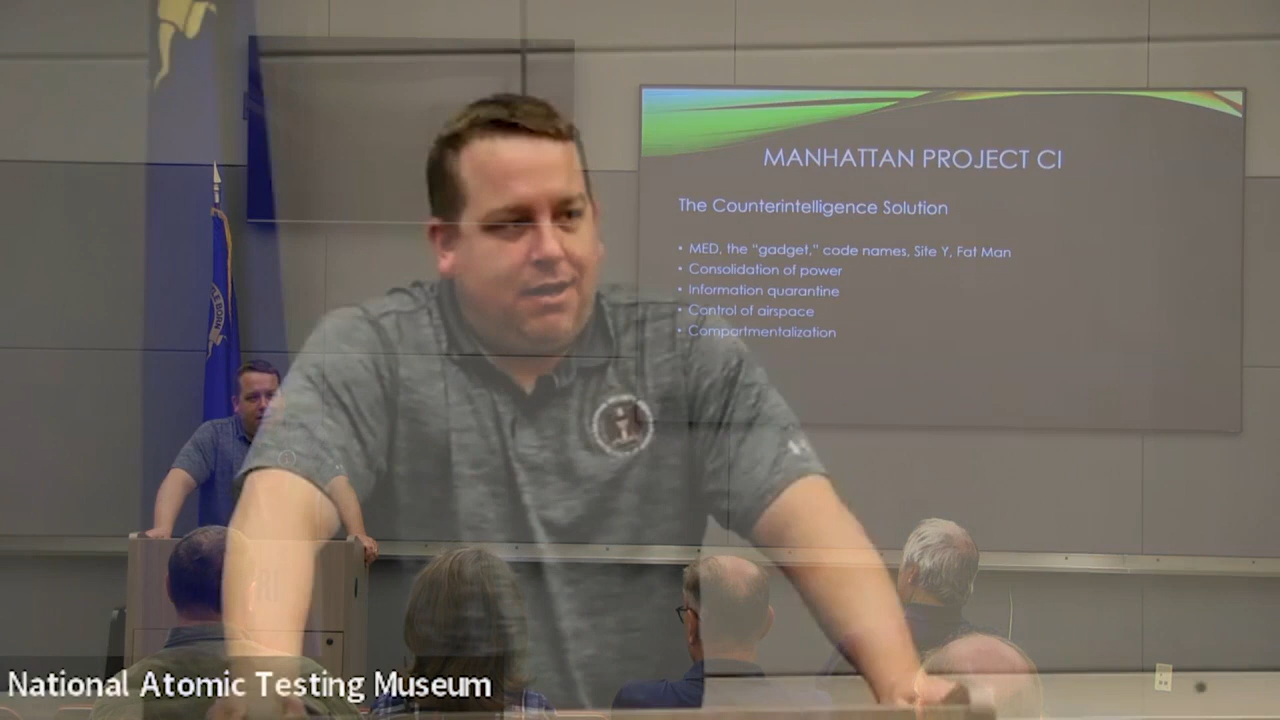 MANHATTAN PROJECT CI
The Counterintelligence Solution
• MED, the "gadget," code names, Site Y, Fat Man
• Consolidation of power
• Information quarantine
• Control of airspace
• Compartmentalization
National Atomic Testing Museum